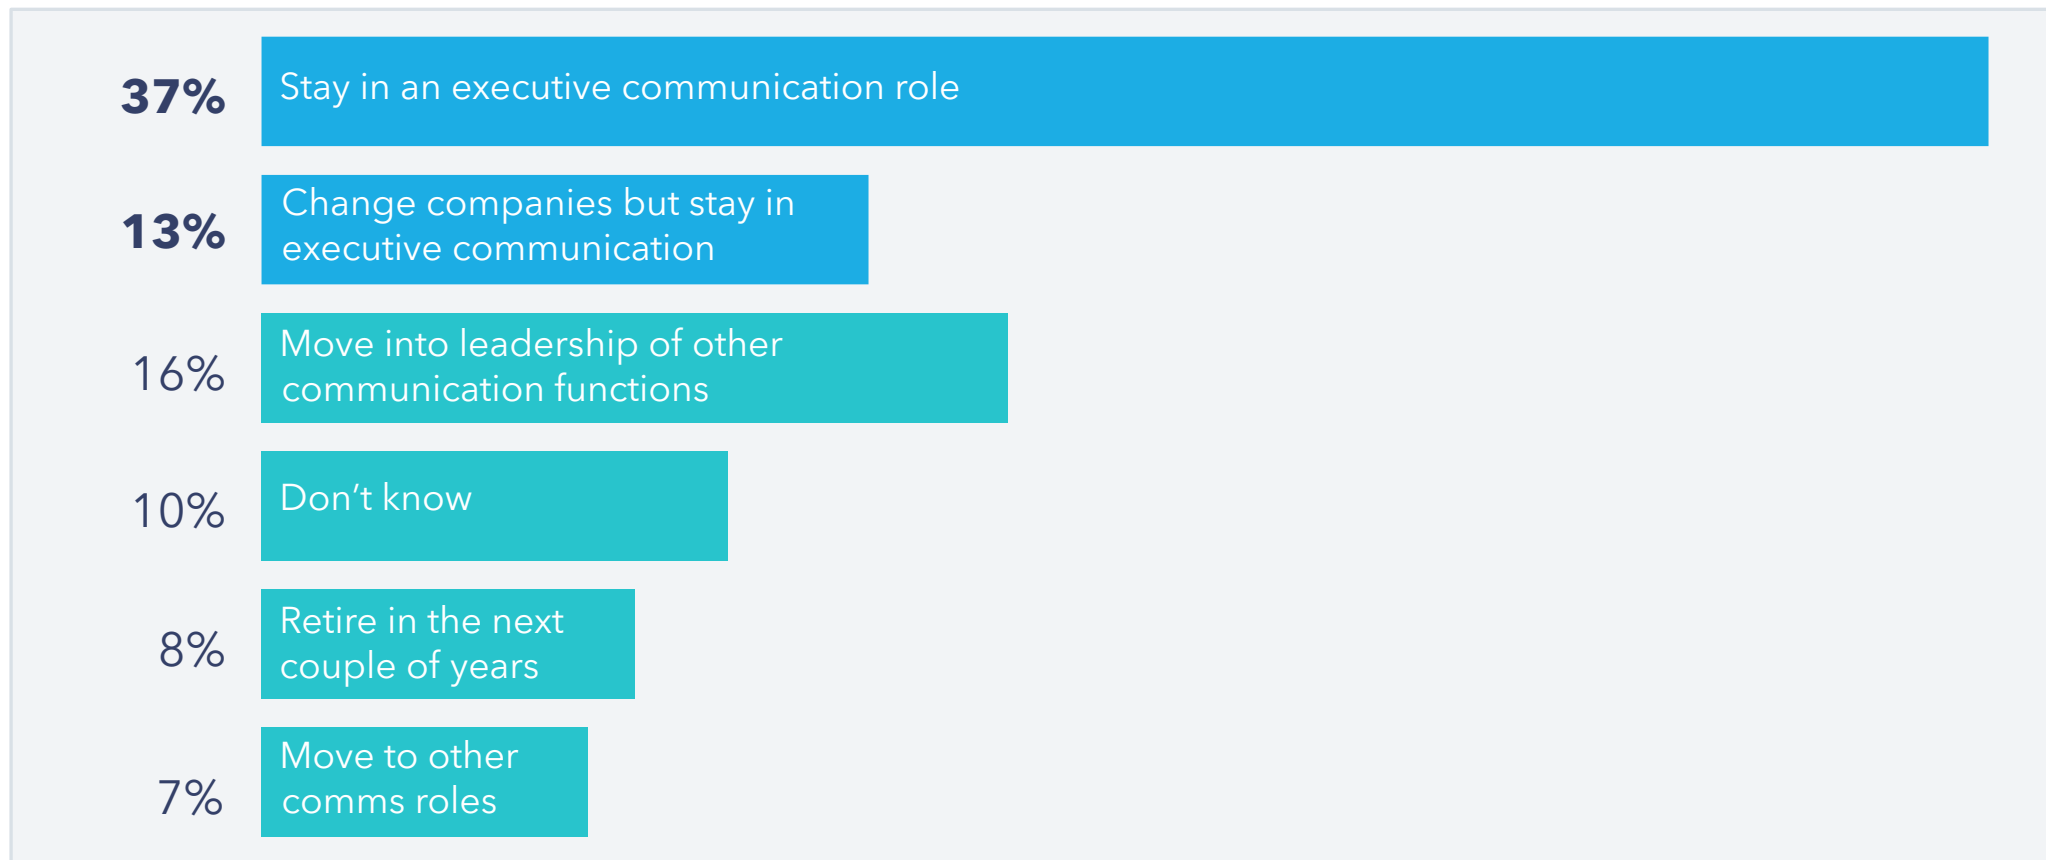 37% Stay in an executive communication role
13% Change companies but stay in
executive communication
16% Move into leadership of other
communication functions
10% Don’t know
8% Retire in the next
couple of years
7% Move to other
comms roles